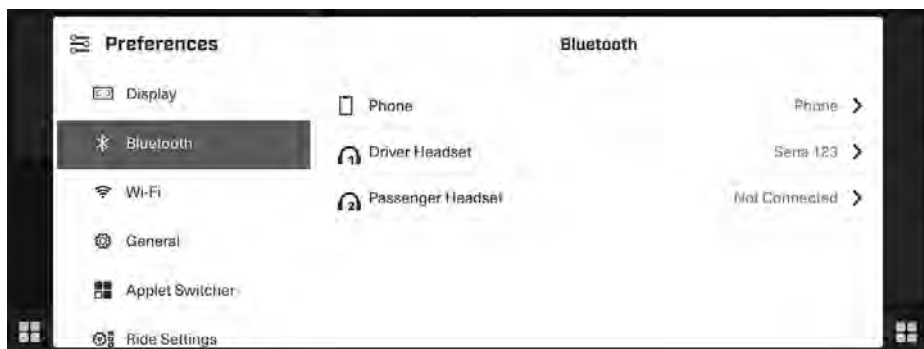 Preferences
Bluetooth
Display
Bluetooth
Wi-Fi
General
Applet Switcher
Ride Settings
Phone
Phone
Driver Headset
Sena 123
Passenger Headset
Not Connected